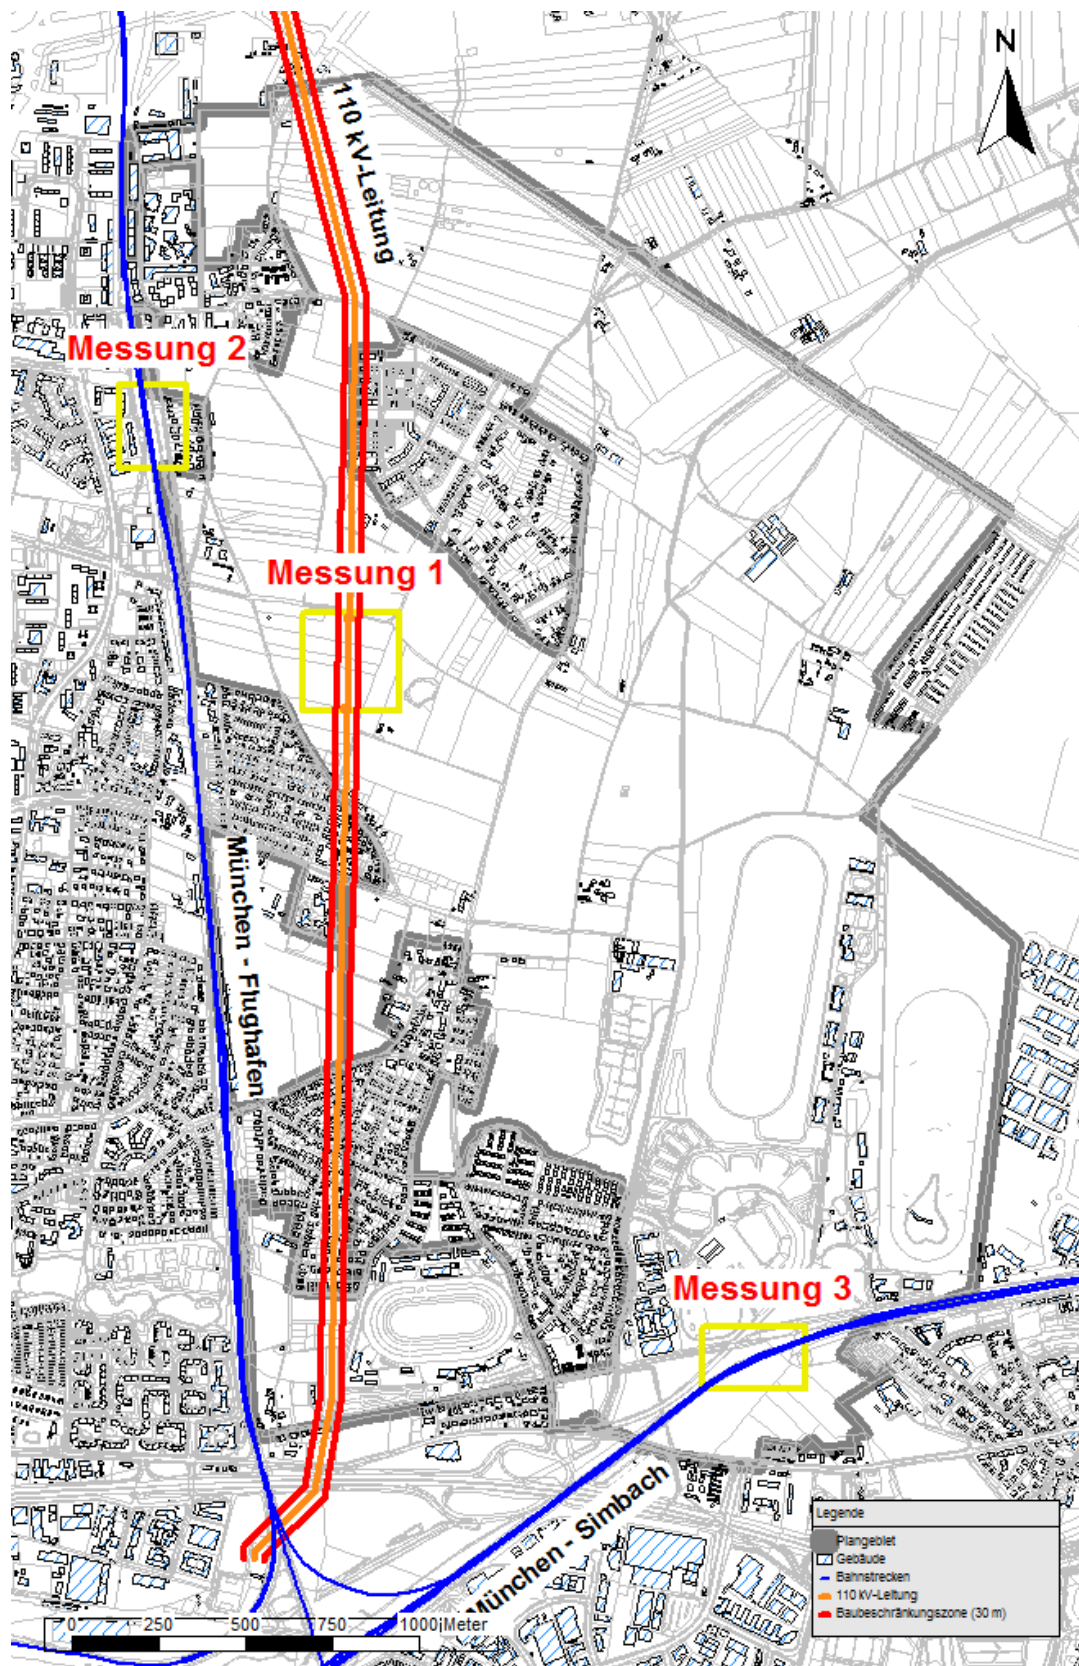 N
110 kV-Leitung
Messung 2
Messung 1
München - Flughafen
Messung 3
München - Simbach
Legende
Plangebiet
Gebäude
Bahnstrecken
110 kV-Leitung
Baubeschränkungszone (30 m)
0 250 500 750 1000 Meter